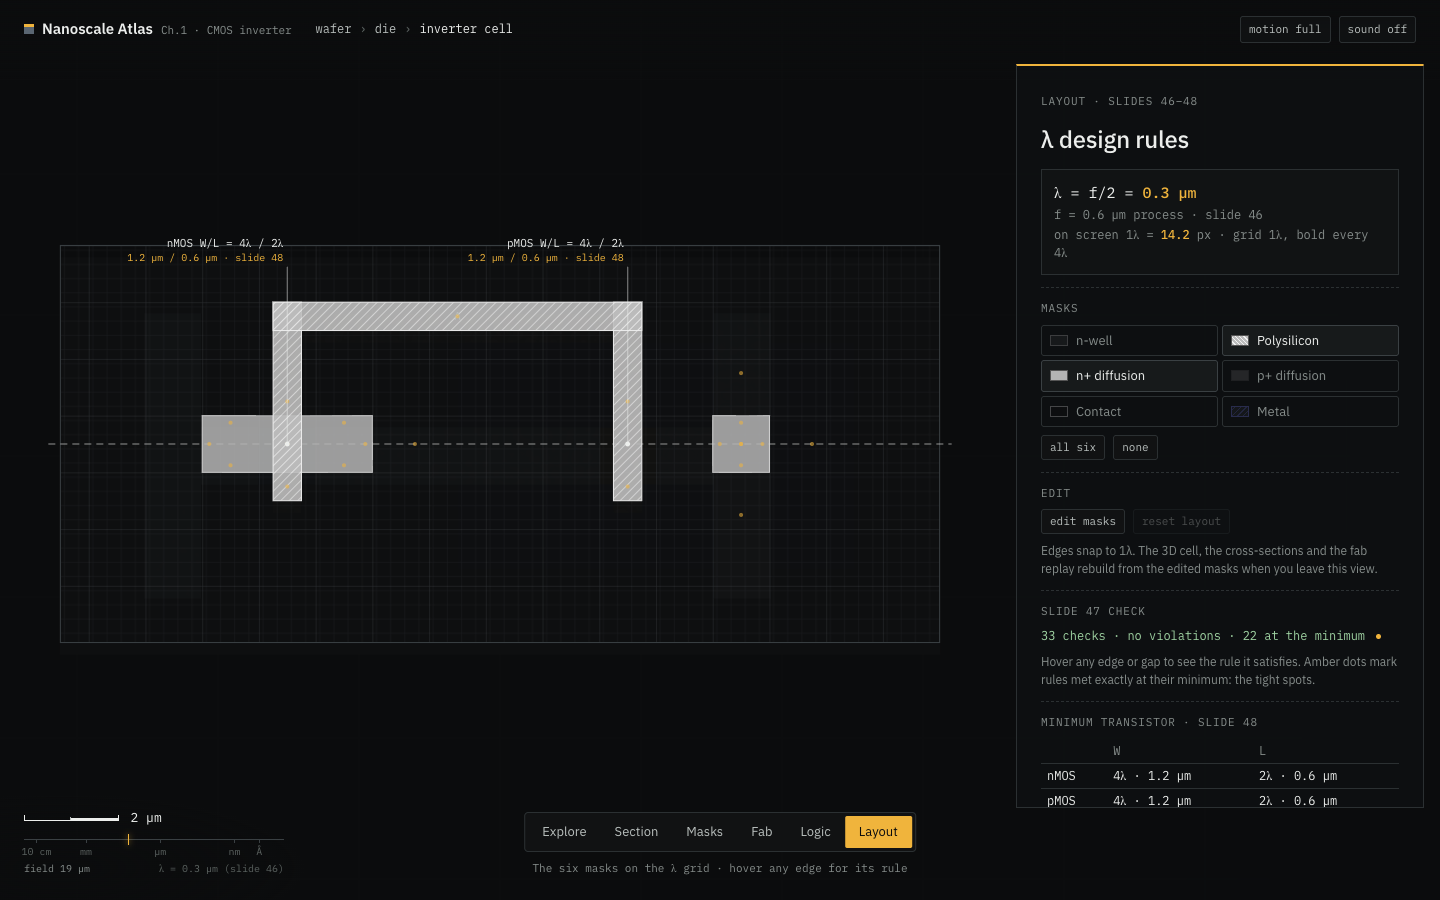 Nanoscale Atlas Ch.1 · CMOS inverter wafer › die › inverter cell
motion full
sound off
LAYOUT · SLIDES 46–48
λ design rules
λ = f/2 = 0.3 µm
f = 0.6 µm process · slide 46
on screen 1λ = 14.2 px · grid 1λ, bold every
4λ
MASKS
n-well
Polysilicon
n+ diffusion
p+ diffusion
Contact
Metal
all six
none
EDIT
edit masks
reset layout
Edges snap to 1λ. The 3D cell, the cross-sections and the fab
replay rebuild from the edited masks when you leave this view.
SLIDE 47 CHECK
33 checks · no violations · 22 at the minimum
Hover any edge or gap to see the rule it satisfies. Amber dots mark
rules met exactly at their minimum: the tight spots.
MINIMUM TRANSISTOR · SLIDE 48
W L
nMOS 4λ · 1.2 µm 2λ · 0.6 µm
pMOS 4λ · 1.2 µm 2λ · 0.6 µm
nMOS W/L = 4λ / 2λ
1.2 µm / 0.6 µm · slide 48
pMOS W/L = 4λ / 2λ
1.2 µm / 0.6 µm · slide 48
2 µm
10 cm mm µm nm Å
field 19 µm λ = 0.3 µm (slide 46)
Explore Section Masks Fab Logic Layout
The six masks on the λ grid · hover any edge for its rule